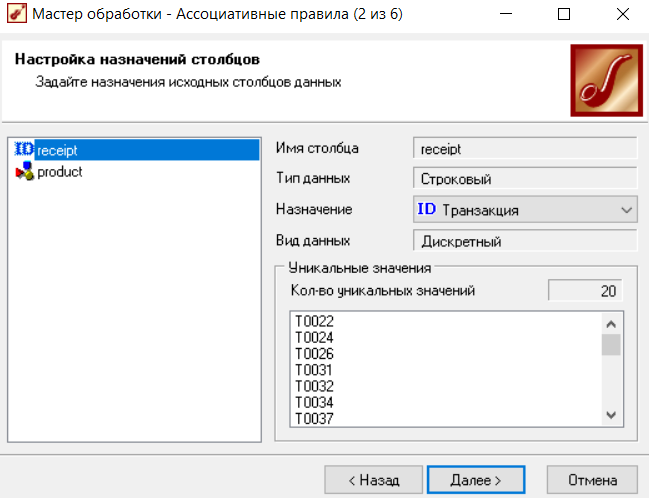 Мастер обработки - Ассоциативные правила (2 из 6)
Настройка назначений столбцов
Задайте назначения исходных столбцов данных
ID receipt
product
Имя столбца receipt
Тип данных Строковый
Назначение ID Транзакция
Вид данных Дискретный
Уникальные значения
Кол-во уникальных значений 20
T0022
T0024
T0026
T0031
T0032
T0034
T0037
< Назад Далее > Отмена